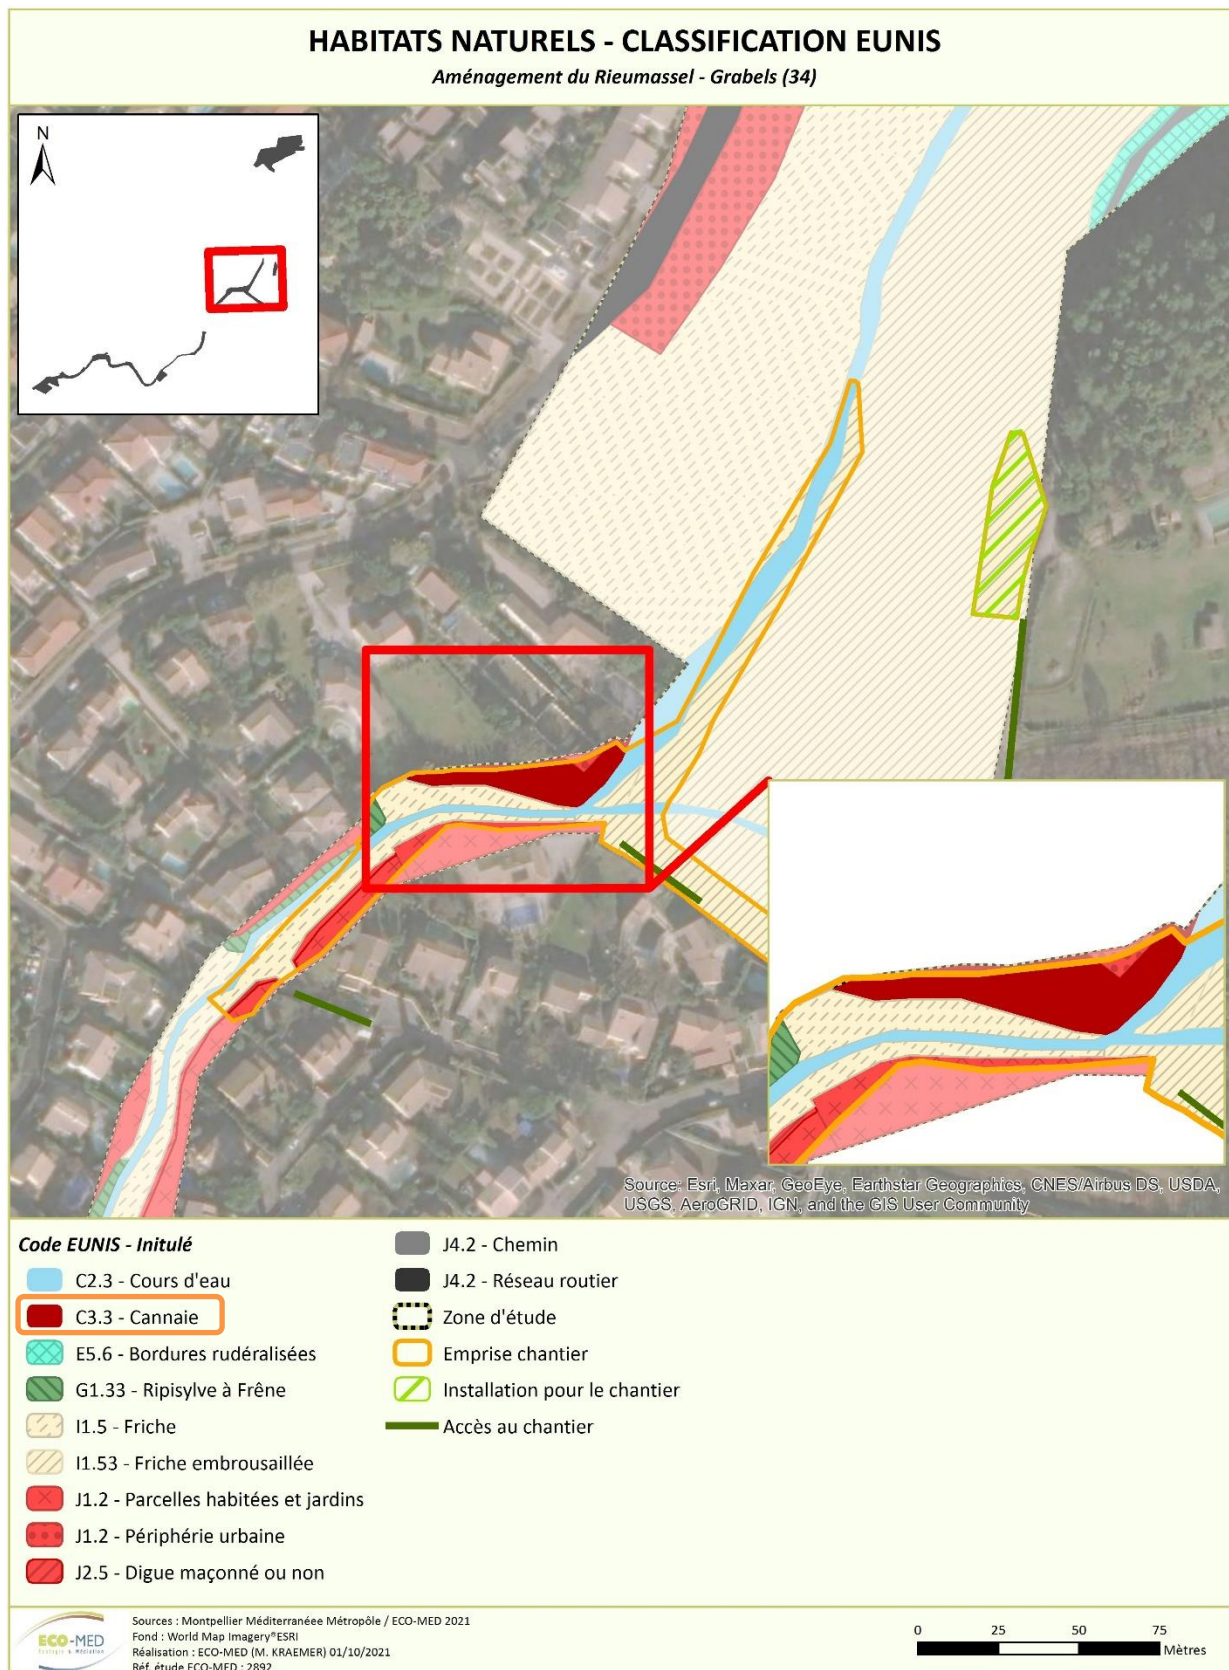 HABITATS NATURELS - CLASSIFICATION EUNIS
Aménagement du Rieumassel - Grabels (34)
N
Source: Esri, Maxar, GeoEye, Earthstar Geographics, CNES/Airbus DS, USDA,
USGS, AeroGRID, IGN, and the GIS User Community
Code EUNIS - Initulé
C2.3 - Cours d'eau
C3.3 - Cannaie
E5.6 - Bordures rudéralisées
G1.33 - Ripisylve à Frêne
I1.5 - Friche
I1.53 - Friche embrousaillée
J1.2 - Parcelles habitées et jardins
J1.2 - Périphérie urbaine
J2.5 - Digue maçonné ou non
J4.2 - Chemin
J4.2 - Réseau routier
Zone d'étude
Emprise chantier
Installation pour le chantier
Accès au chantier
ECO-MED
Ecologie & Médiation
Sources : Montpellier Méditerranéee Métropôle / ECO-MED 2021
Fond : World Map Imagery®ESRI
Réalisation : ECO-MED (M. KRAEMER) 01/10/2021
Réf. étude ECO-MED : 2892
0 25 50 75
Mètres